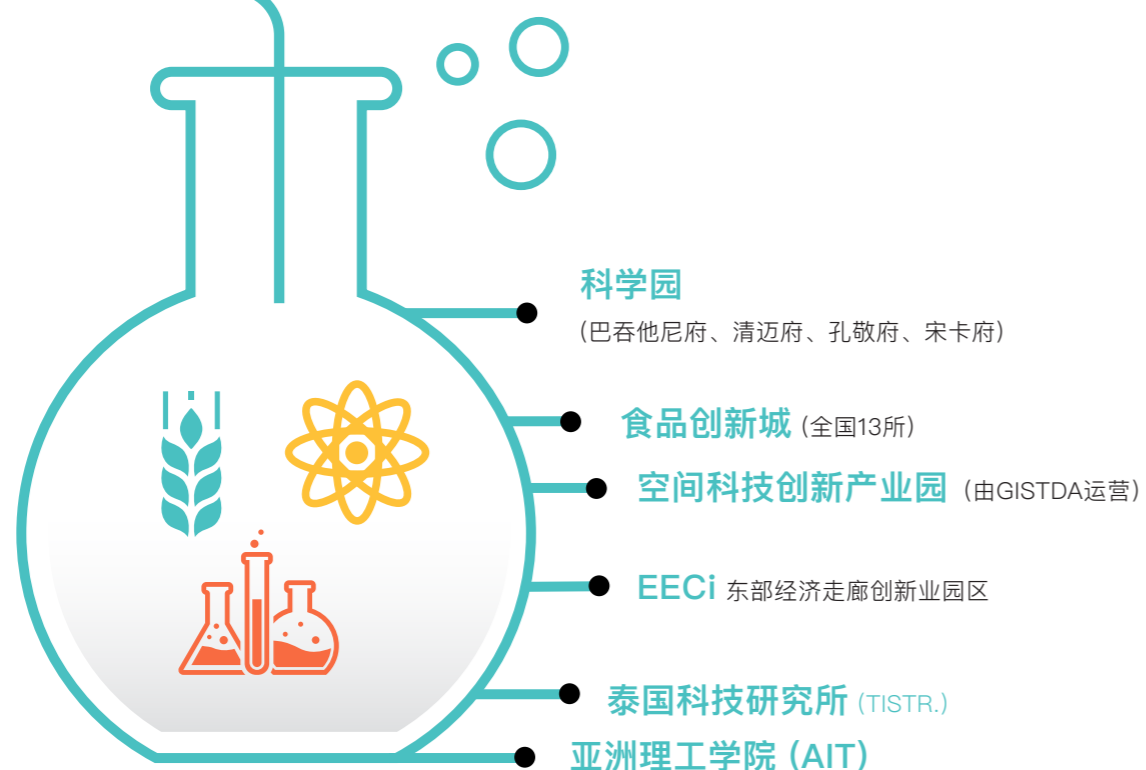 科学园
(巴吞他尼府、清迈府、孔敬府、宋卡府)
食品创新城 (全国13所)
空间科技创新产业园 (由GISTDA运营)
EECi 东部经济走廊创新业园区
泰国科技研究所 (TISTR.)
亚洲理工学院 (AIT)